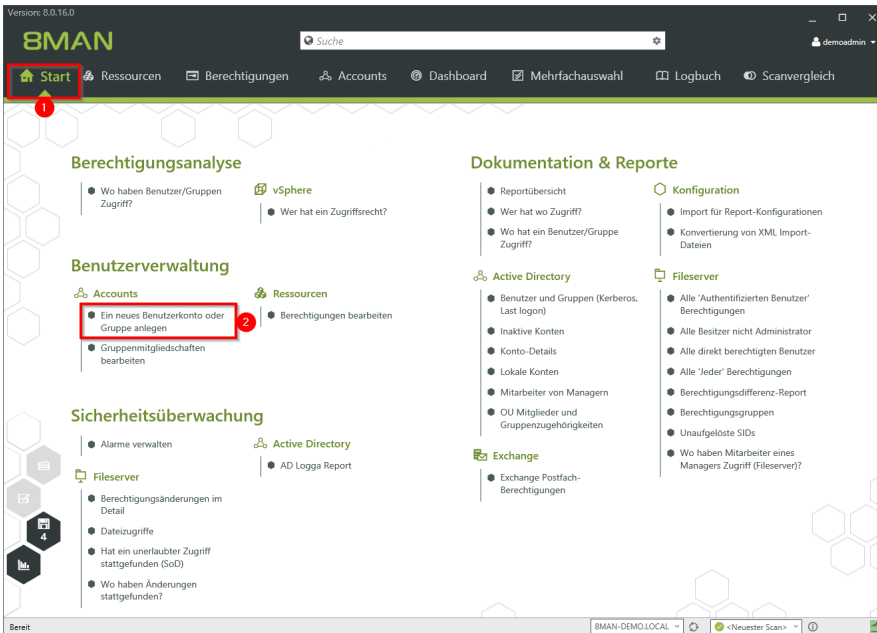 Version: 8.0.16.0
8MAN
Suche
demoadmin
Start
Ressourcen
Berechtigungen
Accounts
Dashboard
Mehrfachauswahl
Logbuch
Scanvergleich
1
Berechtigungsanalyse
Wo haben Benutzer/Gruppen
Zugriff?
vSphere
Wer hat ein Zugriffsrecht?
Benutzerverwaltung
Accounts
Ein neues Benutzerkonto oder
Gruppe anlegen
2
Gruppenmitgliedschaften
bearbeiten
Ressourcen
Berechtigungen bearbeiten
Sicherheitsüberwachung
Alarme verwalten
Fileserver
Berechtigungsänderungen im
Detail
Dateizugriffe
Hat ein unerlaubter Zugriff
stattgefunden (SoD)
Wo haben Änderungen
stattgefunden?
Active Directory
AD Logga Report
4
Dokumentation & Reporte
Reportübersicht
Wer hat wo Zugriff?
Wo hat ein Benutzer/Gruppe
Zugriff?
Konfiguration
Import für Report-Konfigurationen
Konvertierung von XML Import-
Dateien
Active Directory
Benutzer und Gruppen (Kerberos,
Last logon)
Inaktive Konten
Konto-Details
Lokale Konten
Mitarbeiter von Managern
OU Mitglieder und
Gruppenzugehörigkeiten
Exchange
Exchange Postfach-
Berechtigungen
Fileserver
Alle 'Authentifizierten Benutzer'
Berechtigungen
Alle Besitzer nicht Administrator
Alle direkt berechtigten Benutzer
Alle 'Jeder' Berechtigungen
Berechtigungsdifferenz-Report
Berechtigungsgruppen
Unaufgelöste SIDs
Wo haben Mitarbeiter eines
Managers Zugriff (Fileserver)?
Bereit
8MAN-DEMO.LOCAL
<Neuester Scan>